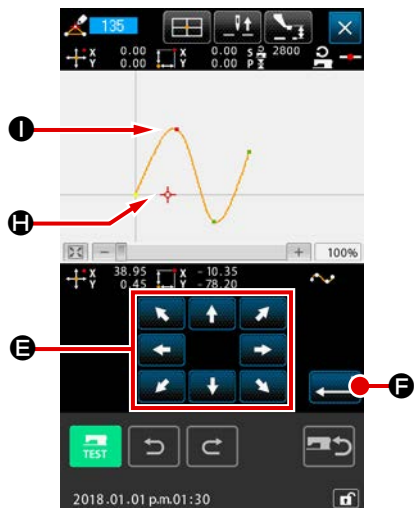 135
X 0.00 X 0.00 S 2800
Y 0.00 Y 0.00 P
I
H
100%
X 38.95 X -10.35
Y 0.45 Y -78.20
E
F
TEST
2018.01.01 p.m.01:30